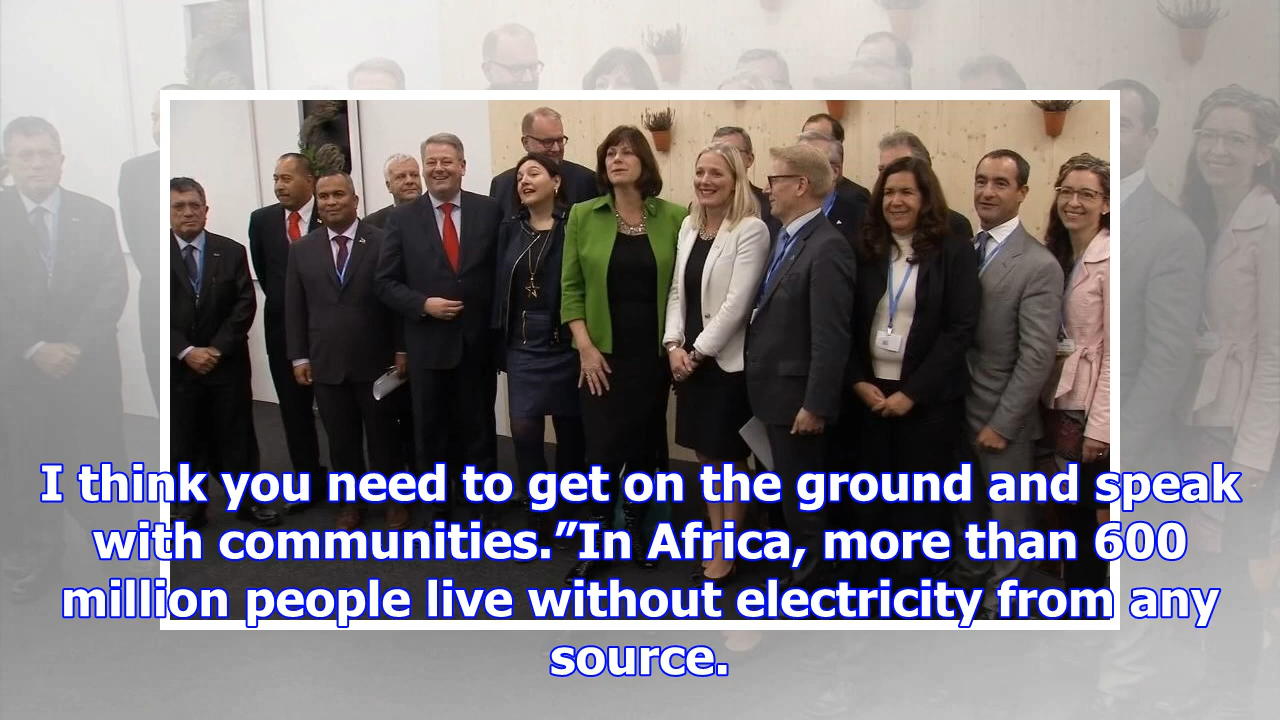 I think you need to get on the ground and speak
with communities.”In Africa, more than 600
million people live without electricity from any
source.